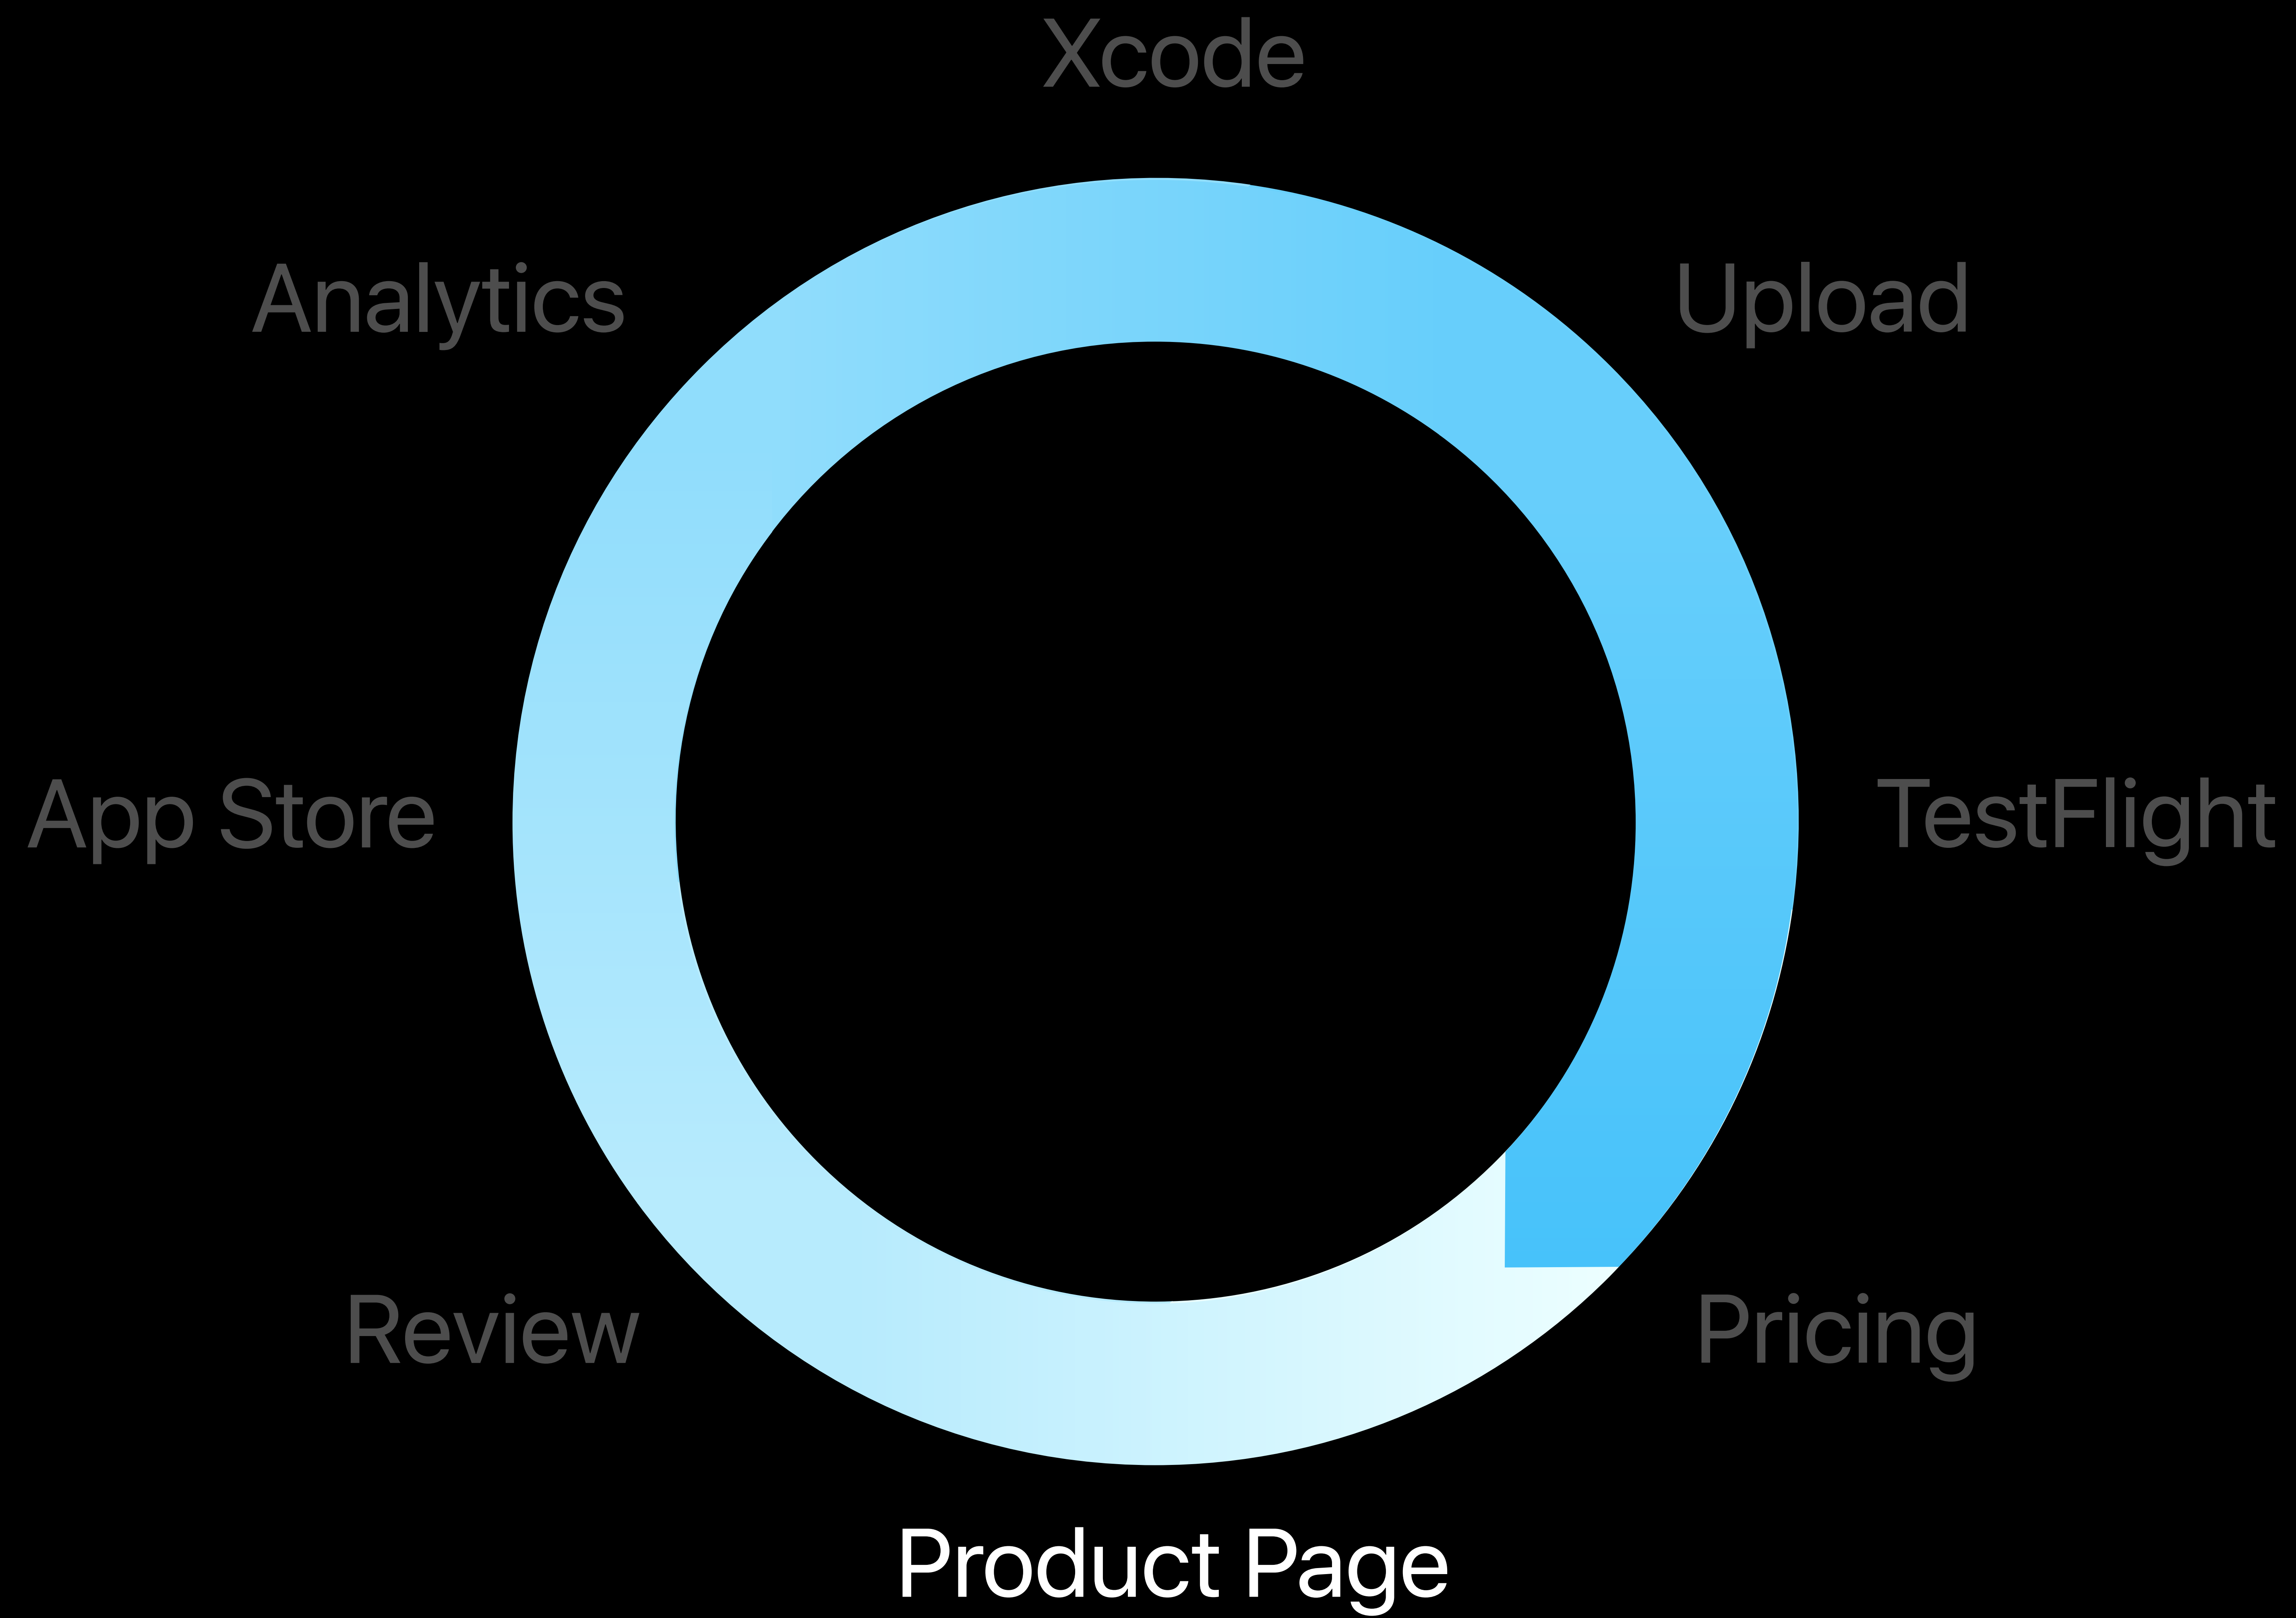 Xcode
Analytics
Upload
App Store
TestFlight
Review
Pricing
Product Page